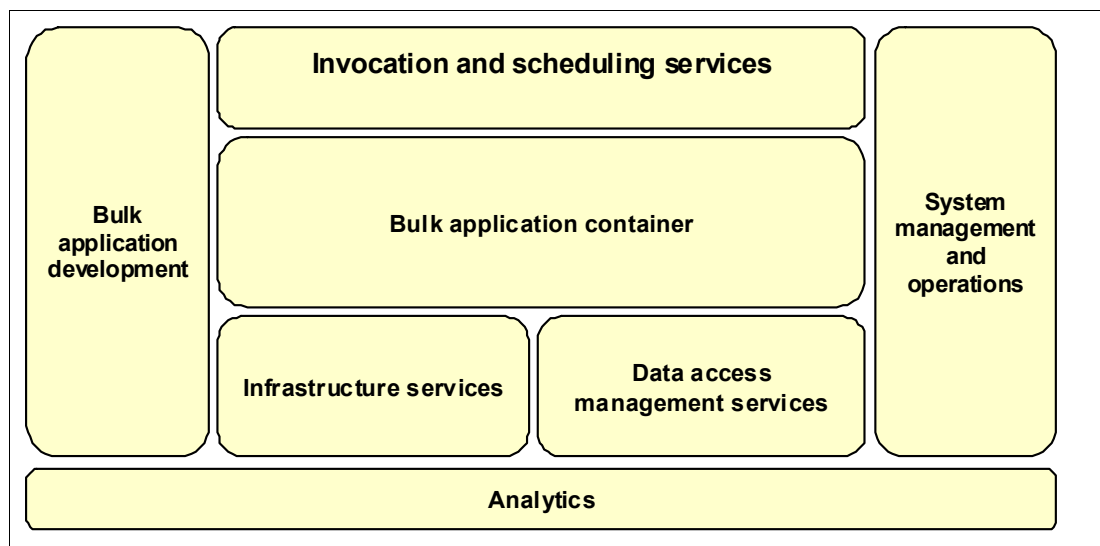 Invocation and scheduling services
Bulk
application
development
Bulk application container
System
management
and
operations
Infrastructure services
Data access
management services
Analytics